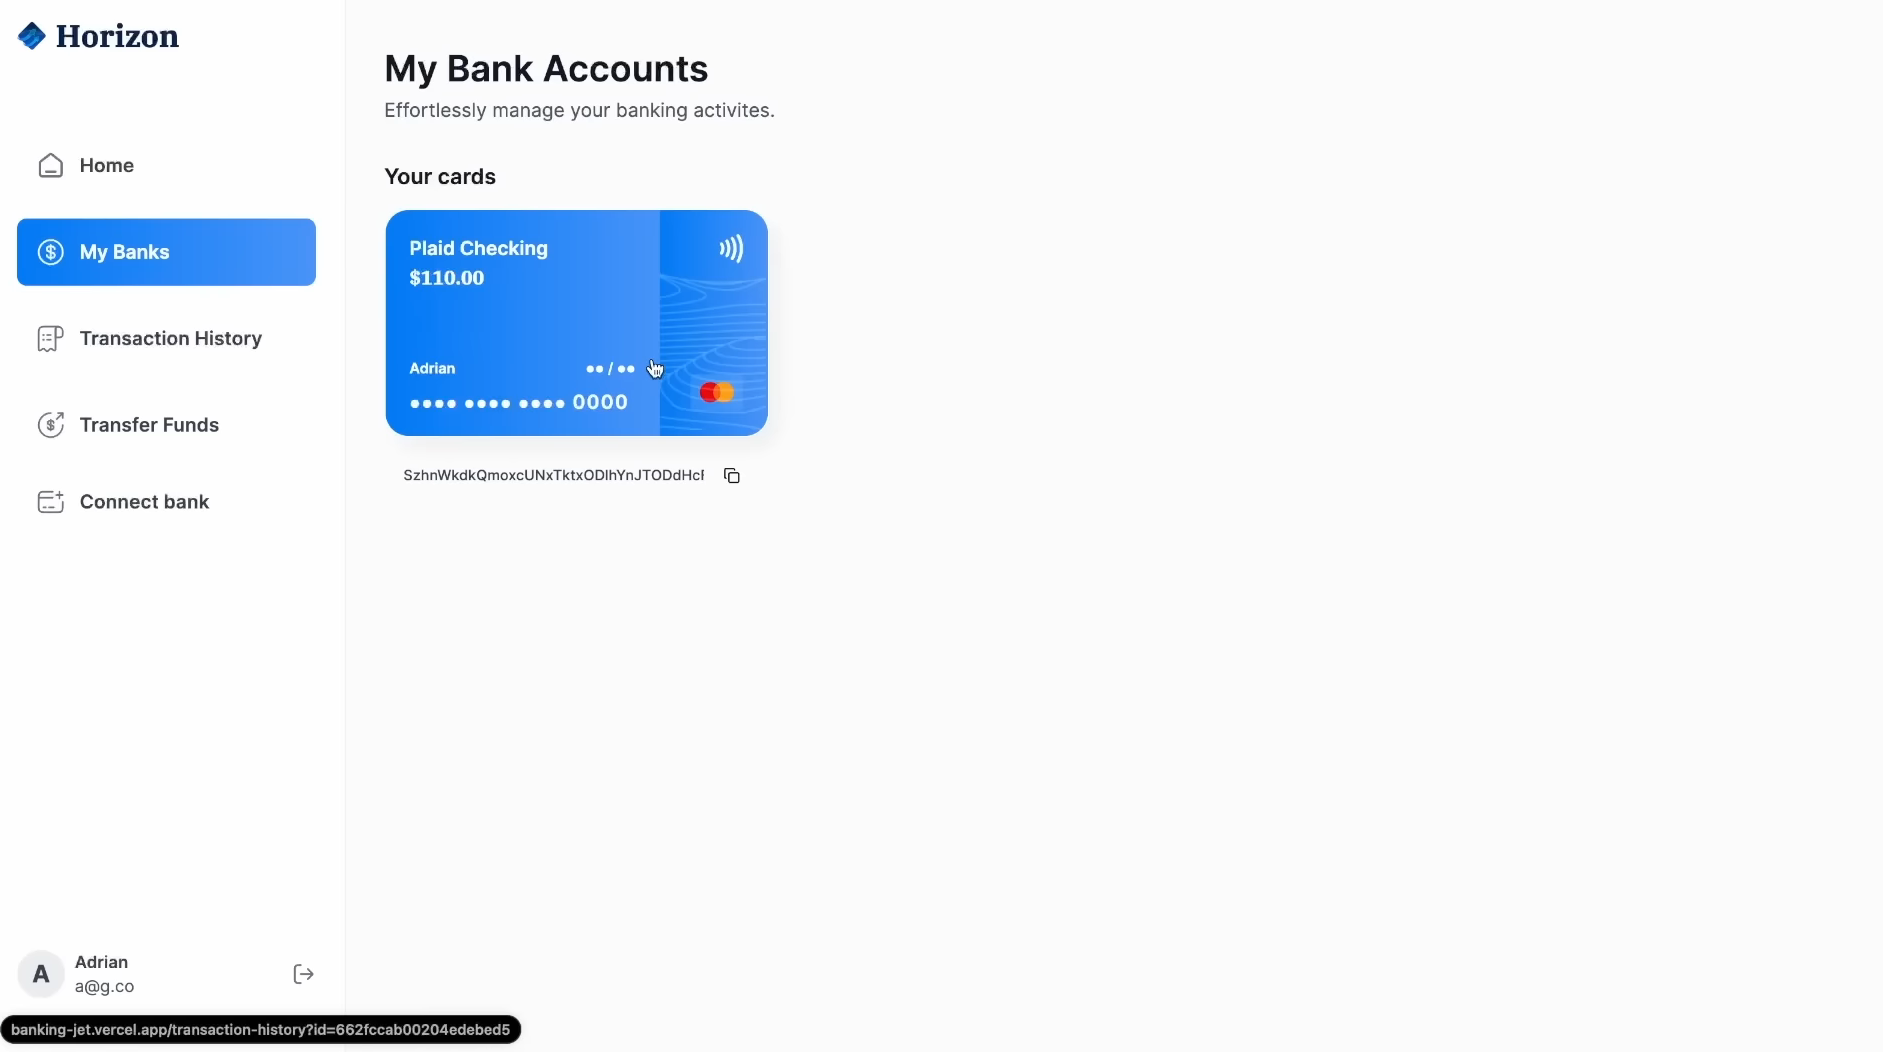 Horizon
Home
My Banks
Transaction History
Transfer Funds
Connect bank
My Bank Accounts
Effortlessly manage your banking activites.
Your cards
Plaid Checking
$110.00
Adrian
●● / ●●
●●●● ●●●● ●●●● 0000
SzhnWkdkQmoxcUNxTktxODlhYnJTODdHcF
A
Adrian
a@g.co
banking-jet.vercel.app/transaction-history?id=662fccab00204edebed5